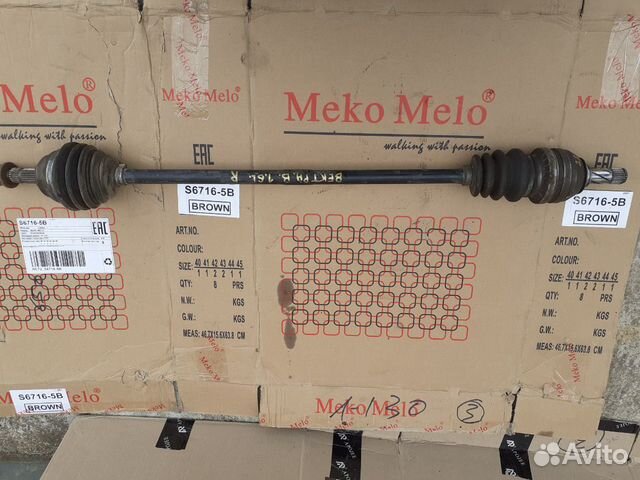 Meko Melo®
walking with passion
Meko Melo®
walking with passion
EAC
EAC
S6716-5B
BROWN
S6716-5B
BROWN
S6716-5B
EAC
ВЕКТРА В. 1.6L R
ART.NO.
COLOUR:
SIZE: 40 41 42 43 44 45
1 1 2 2 1 1
QTY: 8 PRS
N.W.: KGS
G.W.: KGS
MEAS: 46.7X15.6X63.8 CM
ART.NO.
COLOUR:
SIZE: 40 41 42 43 44 45
1 1 2 2 1 1
QTY: 8 PRS
N.W.: KGS
G.W.: KGS
MEAS: 46.7X15.6X63.8 CM
S6716-5B
BROWN
Meko Melo
Meko Melo
1.130
3
Avito